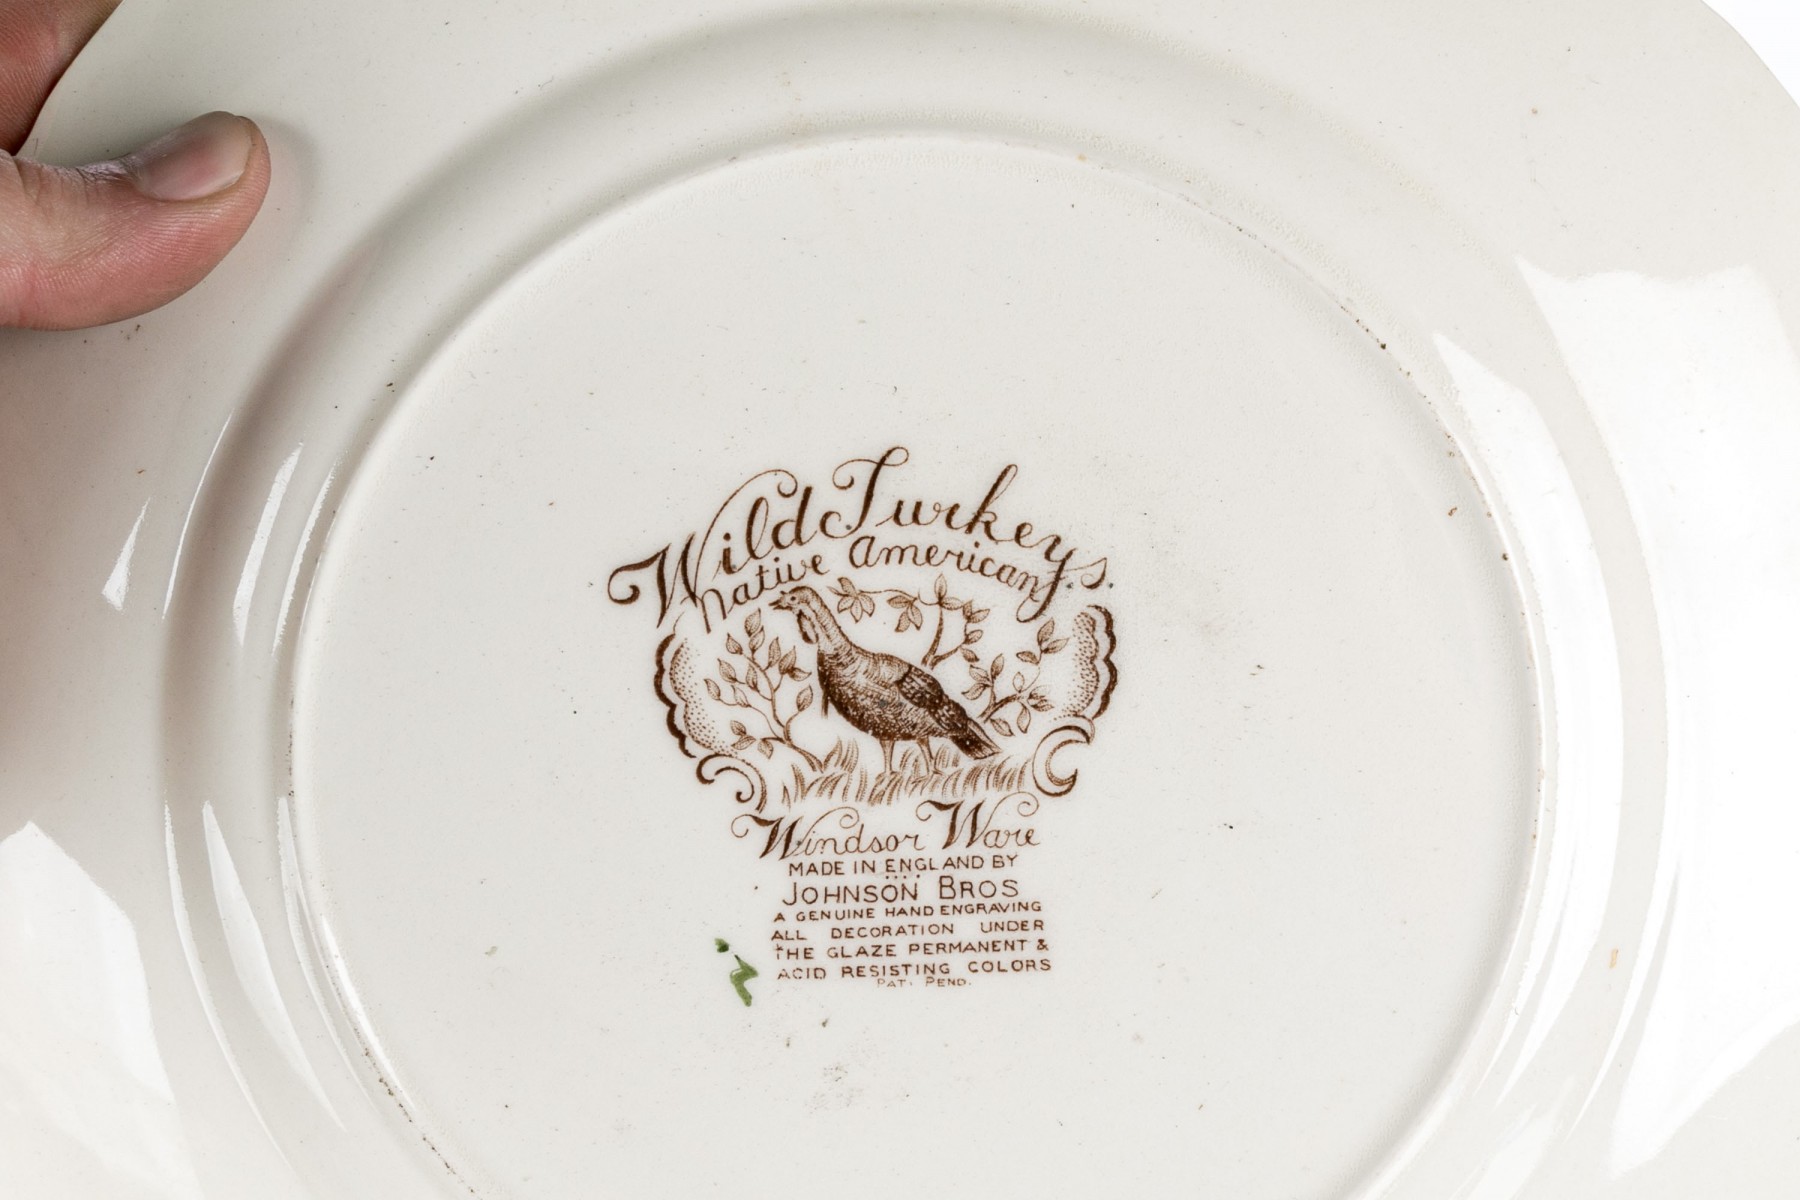 Wild Turkeys
Native American
Windsor Ware
MADE IN ENGLAND BY
JOHNSON BROS
A GENUINE HAND ENGRAVING
ALL DECORATION UNDER
THE GLAZE PERMANENT &
ACID RESISTING COLORS
PAT. PEND.